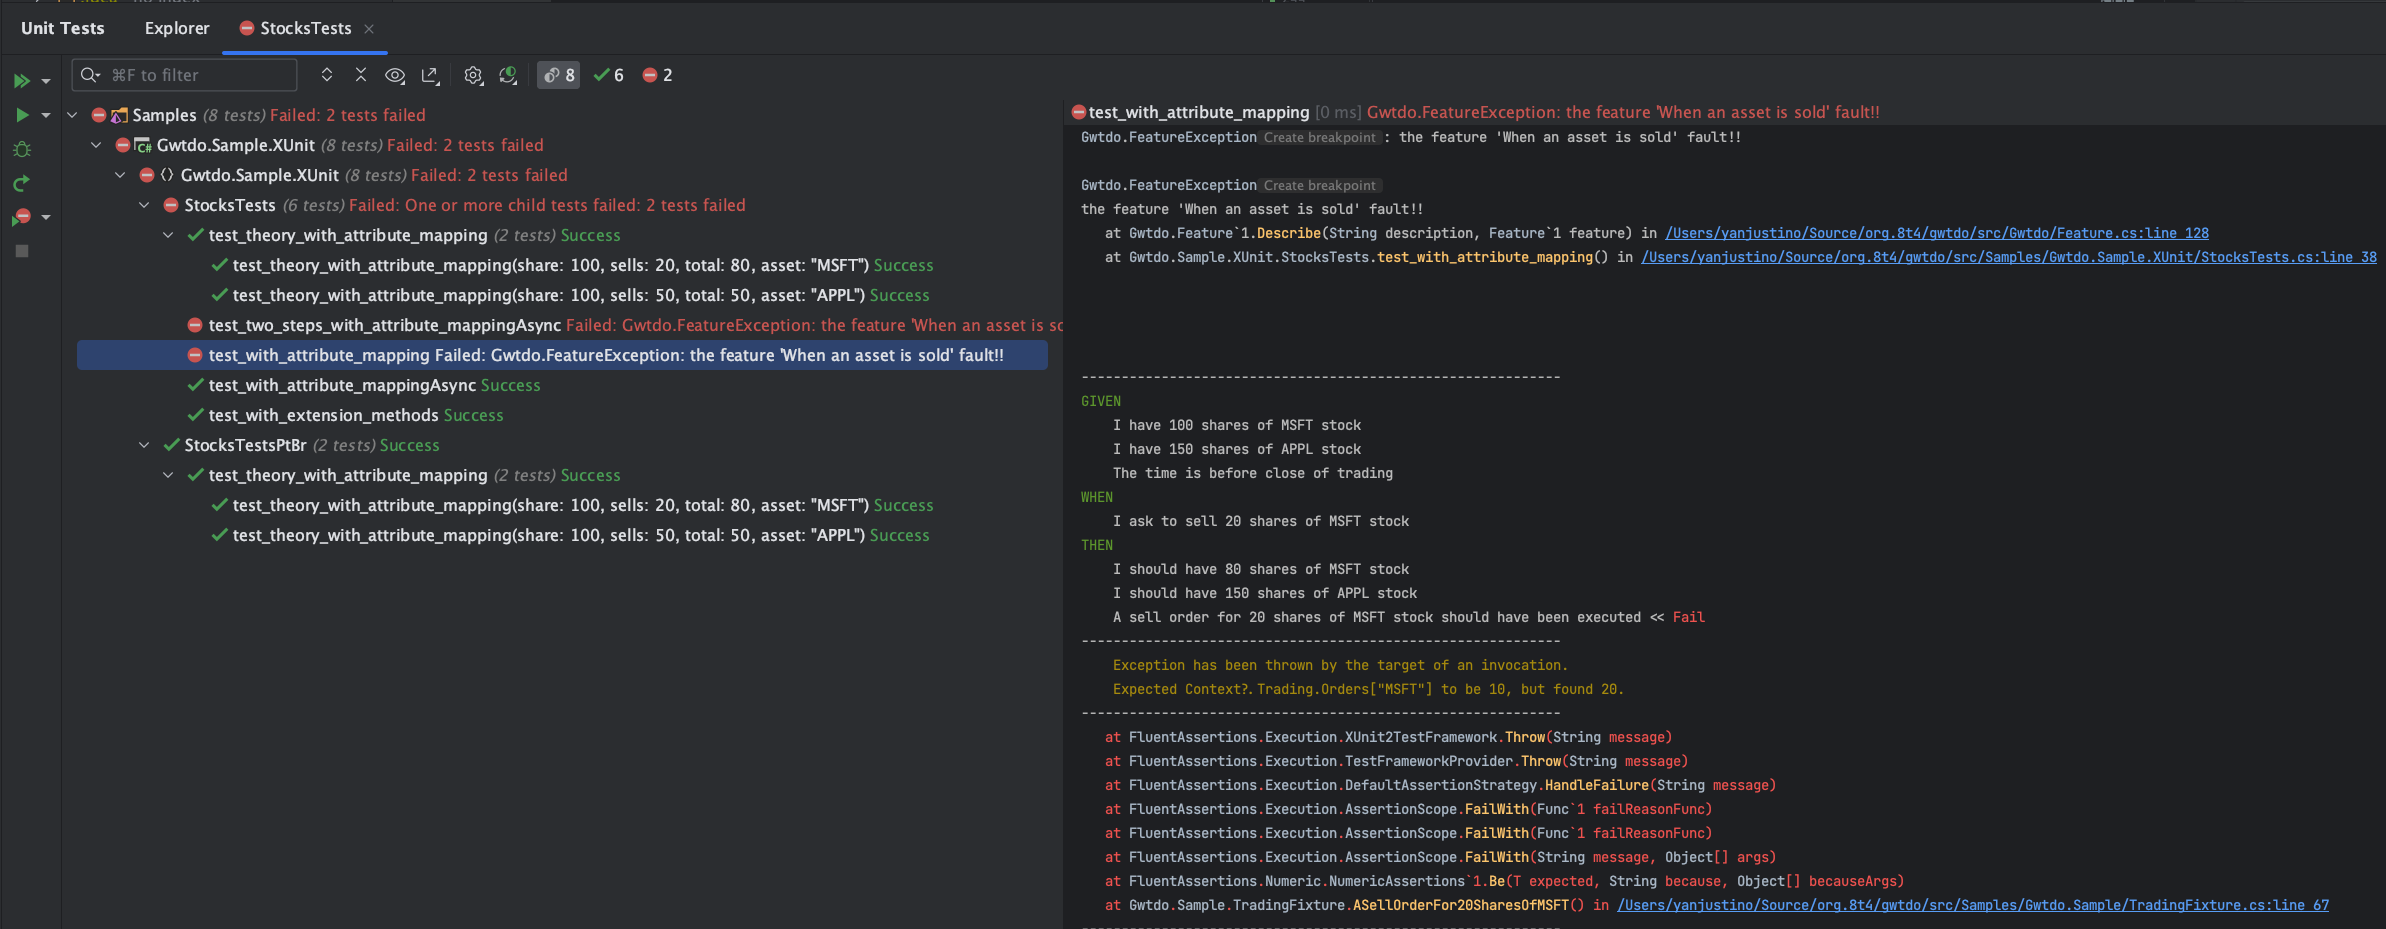 Unit Tests Explorer StocksTests ×
⌘F to filter 8 6 2
Samples (8 tests) Failed: 2 tests failed
Gwtdo.Sample.XUnit (8 tests) Failed: 2 tests failed
Gwtdo.Sample.XUnit (8 tests) Failed: 2 tests failed
StocksTests (6 tests) Failed: One or more child tests failed: 2 tests failed
test_theory_with_attribute_mapping (2 tests) Success
test_theory_with_attribute_mapping(share: 100, sells: 20, total: 80, asset: "MSFT") Success
test_theory_with_attribute_mapping(share: 100, sells: 50, total: 50, asset: "APPL") Success
test_two_steps_with_attribute_mappingAsync Failed: Gwtdo.FeatureException: the feature 'When an asset is
test_with_attribute_mapping Failed: Gwtdo.FeatureException: the feature 'When an asset is sold' fault!!
test_with_attribute_mappingAsync Success
test_with_extension_methods Success
StocksTestsPtBr (2 tests) Success
test_theory_with_attribute_mapping (2 tests) Success
test_theory_with_attribute_mapping(share: 100, sells: 20, total: 80, asset: "MSFT") Success
test_theory_with_attribute_mapping(share: 100, sells: 50, total: 50, asset: "APPL") Success
test_with_attribute_mapping [0 ms] Gwtdo.FeatureException: the feature 'When an asset is sold' fault!!
Gwtdo.FeatureException Create breakpoint : the feature 'When an asset is sold' fault!!
Gwtdo.FeatureException Create breakpoint
the feature 'When an asset is sold' fault!!
at Gwtdo.Feature`1.Describe(String description, Feature`1 feature) in /Users/yanjustino/Source/org.8t4/gwtdo/src/Gwtdo/Feature.cs:line 128
at Gwtdo.Sample.XUnit.StocksTests.test_with_attribute_mapping() in /Users/yanjustino/Source/org.8t4/gwtdo/src/Samples/Gwtdo.Sample.XUnit/StocksTests.cs:line 38
------------------------------------------------------------
GIVEN
I have 100 shares of MSFT stock
I have 150 shares of APPL stock
The time is before close of trading
WHEN
I ask to sell 20 shares of MSFT stock
THEN
I should have 80 shares of MSFT stock
I should have 150 shares of APPL stock
A sell order for 20 shares of MSFT stock should have been executed << Fail
------------------------------------------------------------
Exception has been thrown by the target of an invocation.
Expected Context?.Trading.Orders["MSFT"] to be 10, but found 20.
------------------------------------------------------------
at FluentAssertions.Execution.XUnit2TestFramework.Throw(String message)
at FluentAssertions.Execution.TestFrameworkProvider.Throw(String message)
at FluentAssertions.Execution.DefaultAssertionStrategy.HandleFailure(String message)
at FluentAssertions.Execution.AssertionScope.FailWith(Func`1 failReasonFunc)
at FluentAssertions.Execution.AssertionScope.FailWith(Func`1 failReasonFunc)
at FluentAssertions.Execution.AssertionScope.FailWith(String message, Object[] args)
at FluentAssertions.Numeric.NumericAssertions`1.Be(T expected, String because, Object[] becauseArgs)
at Gwtdo.Sample.TradingFixture.ASellOrderFor20SharesOfMSFT() in /Users/yanjustino/Source/org.8t4/gwtdo/src/Samples/Gwtdo.Sample/TradingFixture.cs:line 67
------------------------------------------------------------